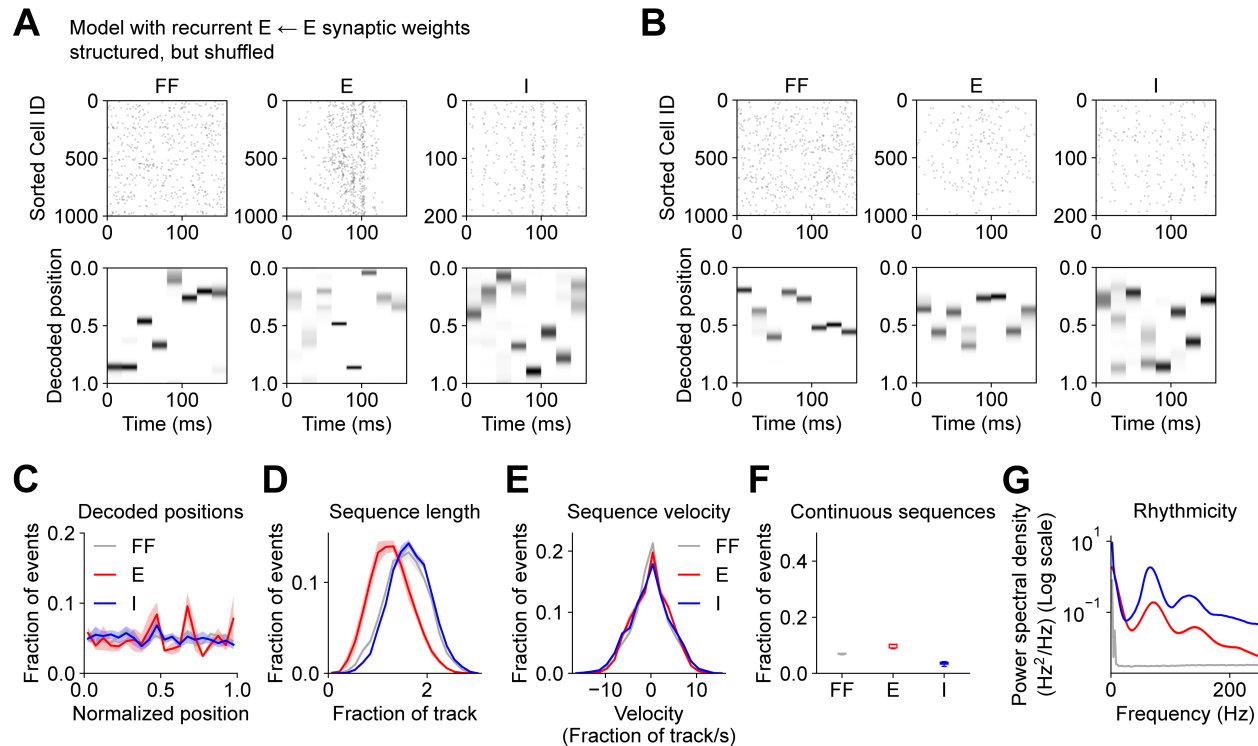 A
Model with recurrent E ← E synaptic weights
structured, but shuffled
FF
E
I
Sorted Cell ID
0
500
1000
0
100
0
100
0
100
200
0
100
Decoded position
0.0
0.5
1.0
0
100
Time (ms)
0.0
0.5
1.0
0
100
Time (ms)
0.0
0.5
1.0
0
100
Time (ms)
B
FF
E
I
Sorted Cell ID
0
500
1000
0
100
0
500
1000
0
100
0
100
200
0
100
Decoded position
0.0
0.5
1.0
0
100
Time (ms)
0.0
0.5
1.0
0
100
Time (ms)
0.0
0.5
1.0
0
100
Time (ms)
C
Decoded positions
Fraction of events
0.2
0.1
0.0
FF
E
I
0.0
0.5
1.0
Normalized position
D
Sequence length
Fraction of events
0.1
0.0
0
2
Fraction of track
E
Sequence velocity
Fraction of events
0.2
0.1
0.0
FF
E
I
−10
0
10
Velocity
(Fraction of track/s)
F
Continuous sequences
Fraction of events
0.4
0.2
0.0
FF
E
I
G
Rhythmicity
Power spectral density
(Hz²/Hz) (Log scale)
10¹
10⁻¹
0
200
Frequency (Hz)